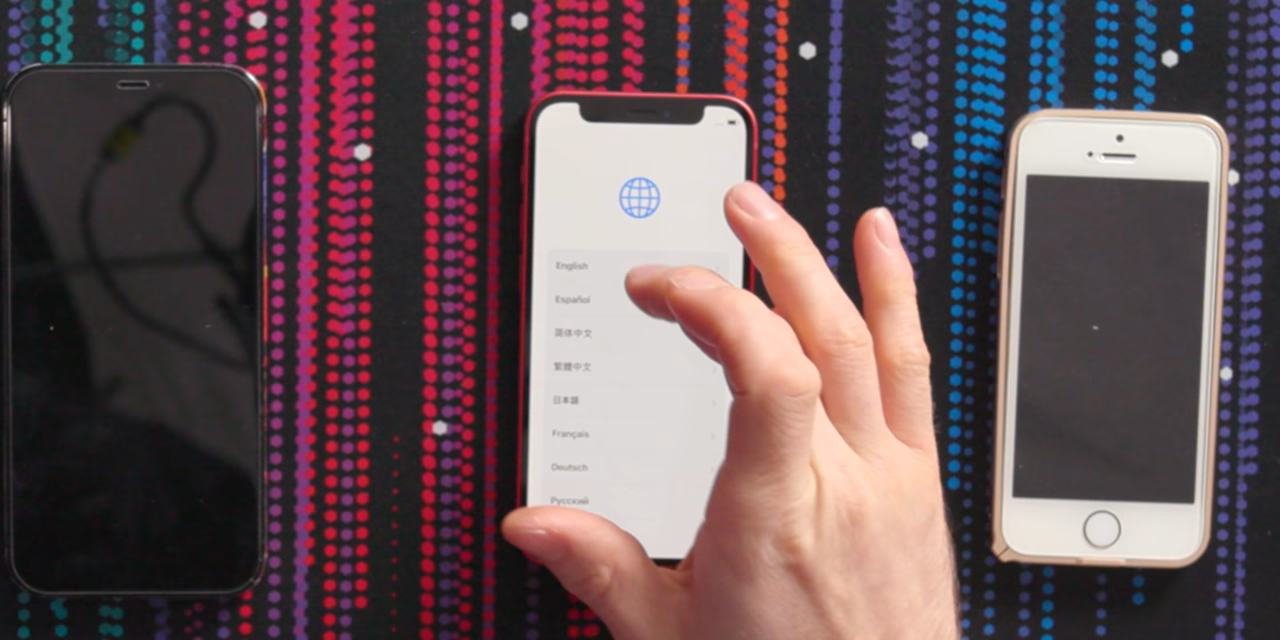 English
Español
简体中文
繁體中文
日本語
Français
Deutsch
Русский